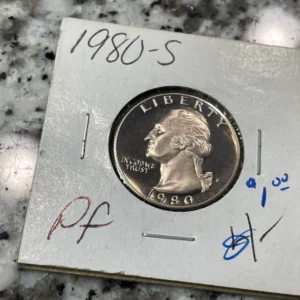 1980-S
LIBERTY
IN GOD WE
TRUST
1980
Pf
$1.00